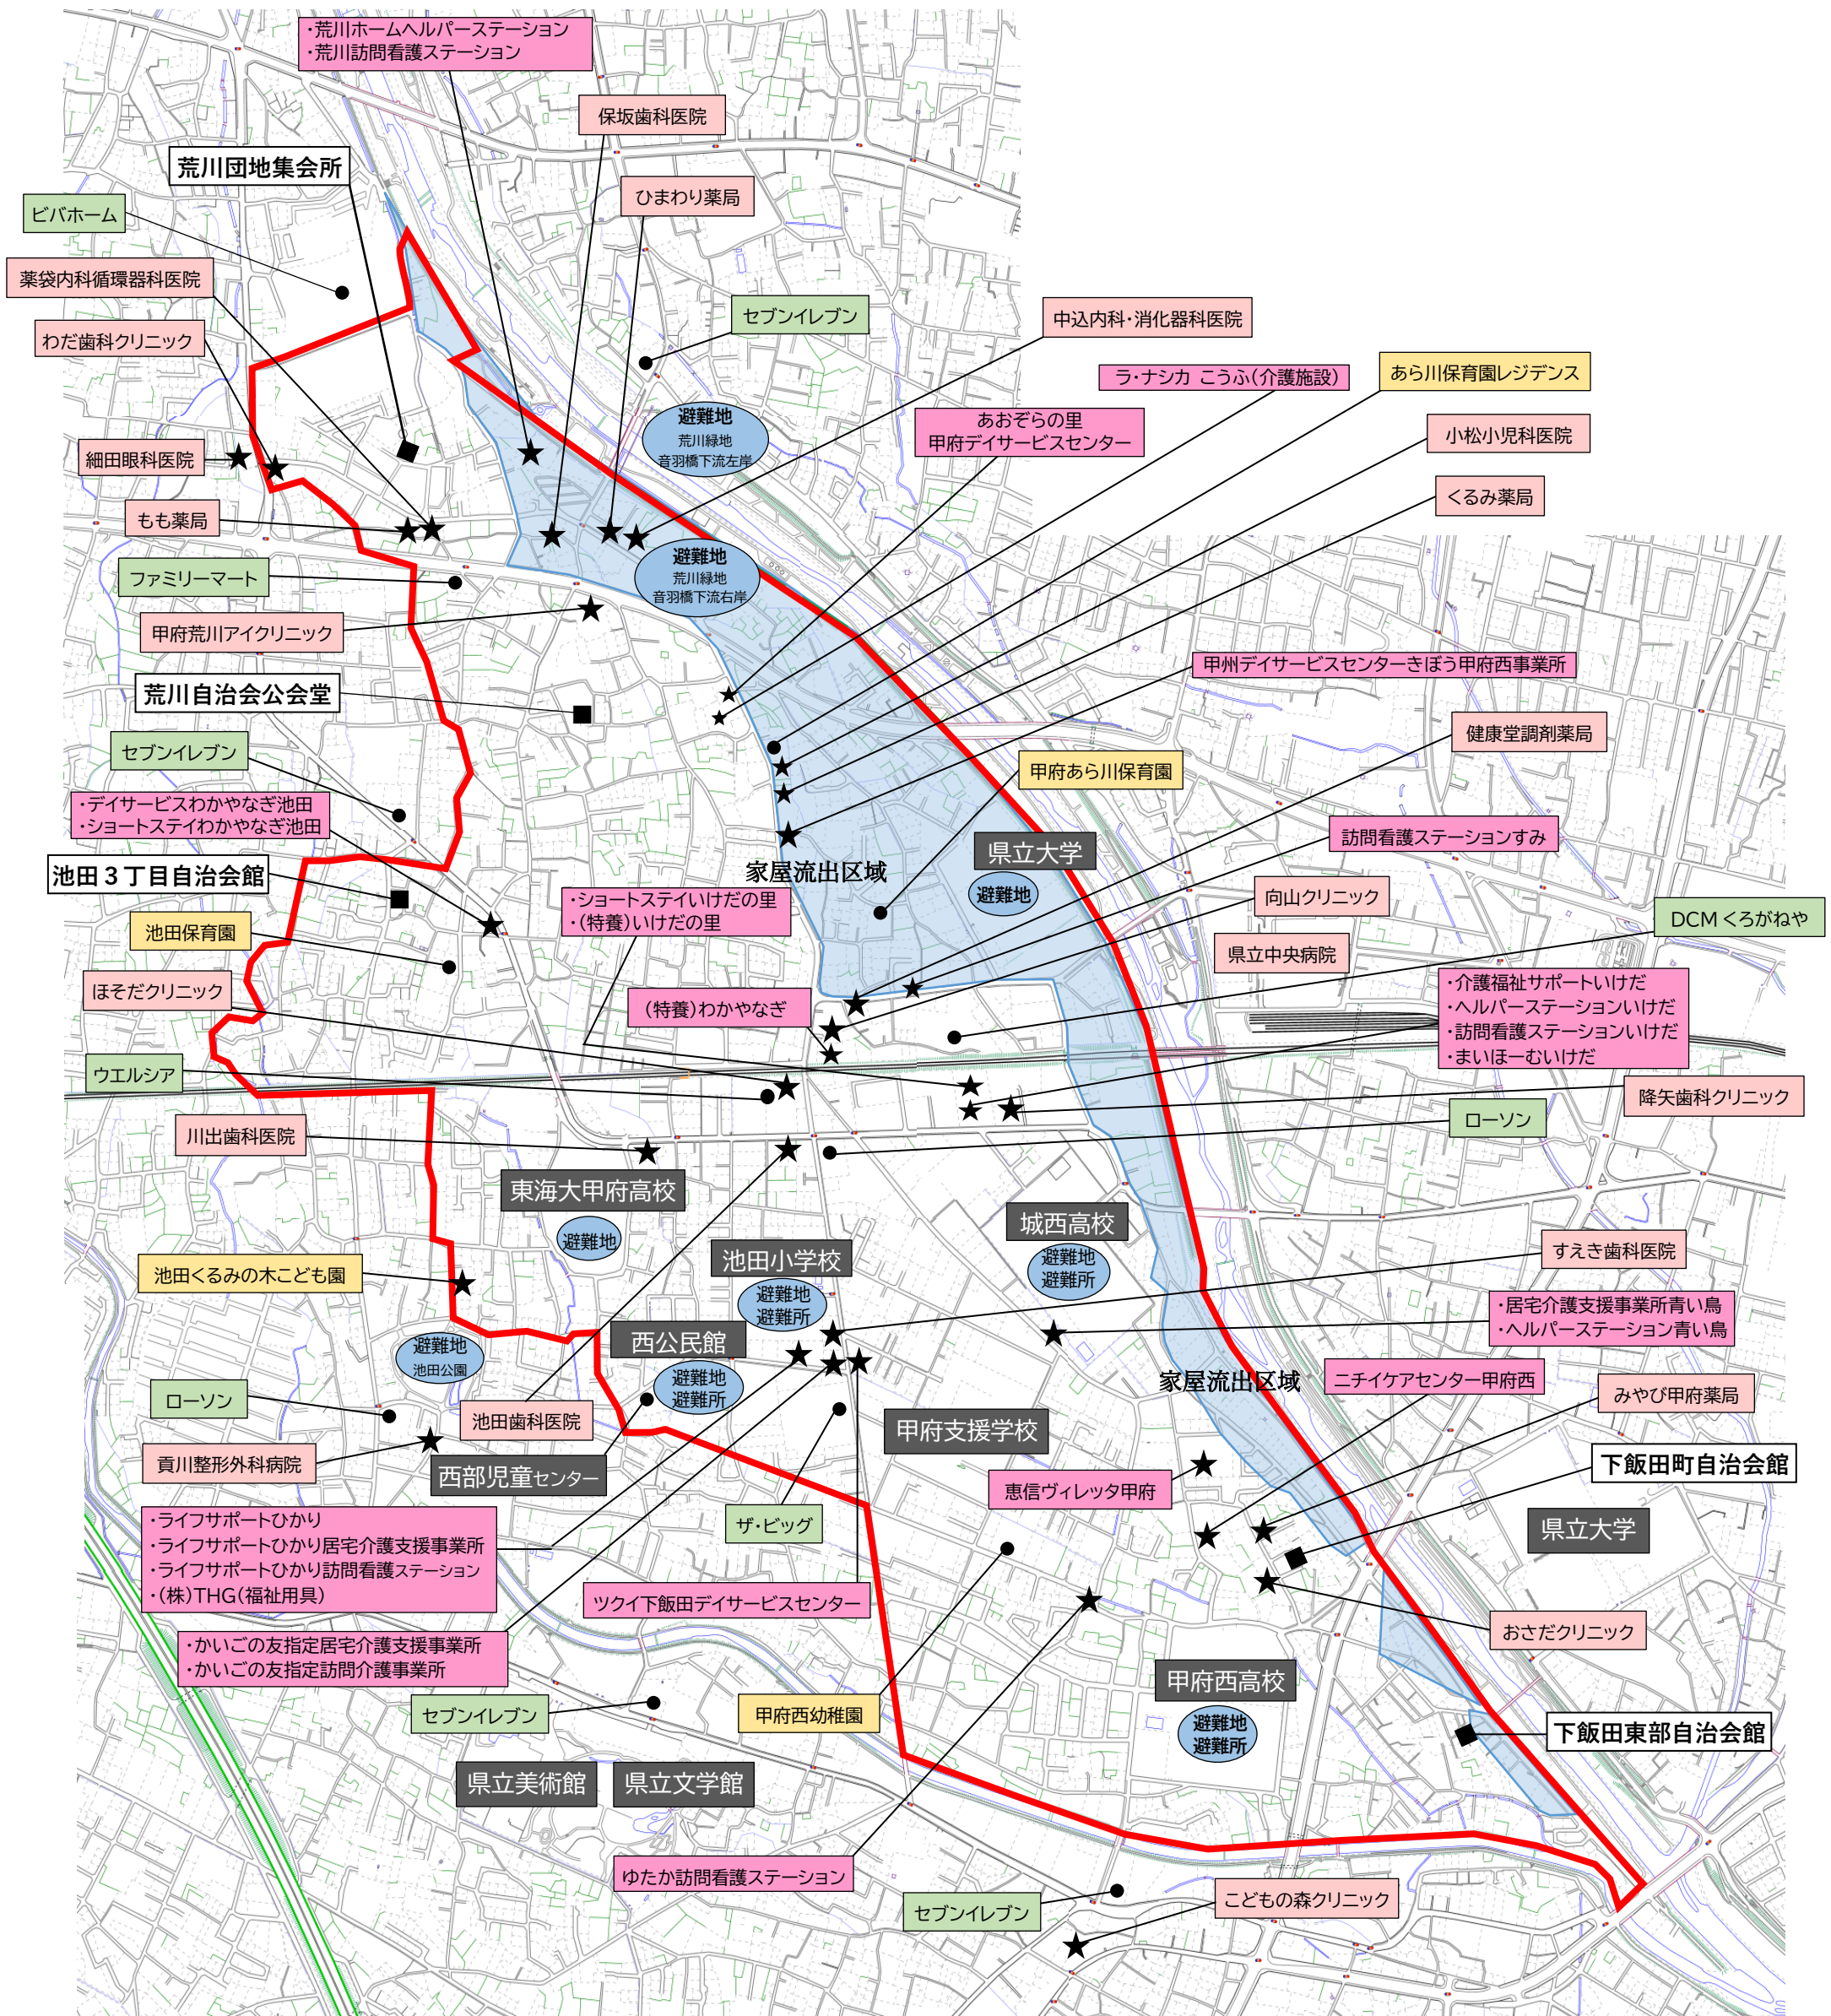 ・荒川ホームヘルパーステーション
・荒川訪問看護ステーション
保坂歯科医院
荒川団地集会所
ひまわり薬局
ビバホーム
薬袋内科循環器科医院
セブンイレブン
中込内科・消化器科医院
わだ歯科クリニック
ラ・ナシカ こうふ(介護施設)
あら川保育園レジデンス
避難地
荒川緑地
音羽橋下流左岸
あおぞらの里
甲府デイサービスセンター
小松小児科医院
細田眼科医院
くるみ薬局
もも薬局
避難地
荒川緑地
音羽橋下流右岸
ファミリーマート
甲府荒川アイクリニック
甲州デイサービスセンターきぼう甲府西事業所
荒川自治会公会堂
健康堂調剤薬局
セブンイレブン
甲府あら川保育園
・デイサービスわかやなぎ池田
・ショートステイわかやなぎ池田
訪問看護ステーションすみ
県立大学
避難地
家屋流出区域
池田3丁目自治会館
・ショートステイいけだの里
・(特養)いけだの里
向山クリニック
DCMくろがねや
池田保育園
県立中央病院
ほそだクリニック
(特養)わかやなぎ
・介護福祉サポートいけだ
・ヘルパーステーションいけだ
・訪問看護ステーションいけだ
・まいほーむいけだ
ウエルシア
降矢歯科クリニック
ローソン
川出歯科医院
東海大甲府高校
避難地
城西高校
避難地
避難所
池田小学校
避難地
避難所
すえき歯科医院
池田くるみの木こども園
・居宅介護支援事業所青い鳥
・ヘルパーステーション青い鳥
西公民館
避難地
避難所
避難地
池田公園
家屋流出区域
ニチイケアセンター甲府西
みやび甲府薬局
ローソン
池田歯科医院
甲府支援学校
貢川整形外科病院
西部児童センター
下飯田町自治会館
恵信ヴィレッタ甲府
ザ・ビッグ
県立大学
・ライフサポートひかり
・ライフサポートひかり居宅介護支援事業所
・ライフサポートひかり訪問看護ステーション
・(株)THG(福祉用具)
ツクイ下飯田デイサービスセンター
おさだクリニック
・かいごの友指定居宅介護支援事業所
・かいごの友指定訪問介護事業所
甲府西高校
避難地
避難所
セブンイレブン
甲府西幼稚園
下飯田東部自治会館
県立美術館
県立文学館
ゆたか訪問看護ステーション
セブンイレブン
こどもの森クリニック